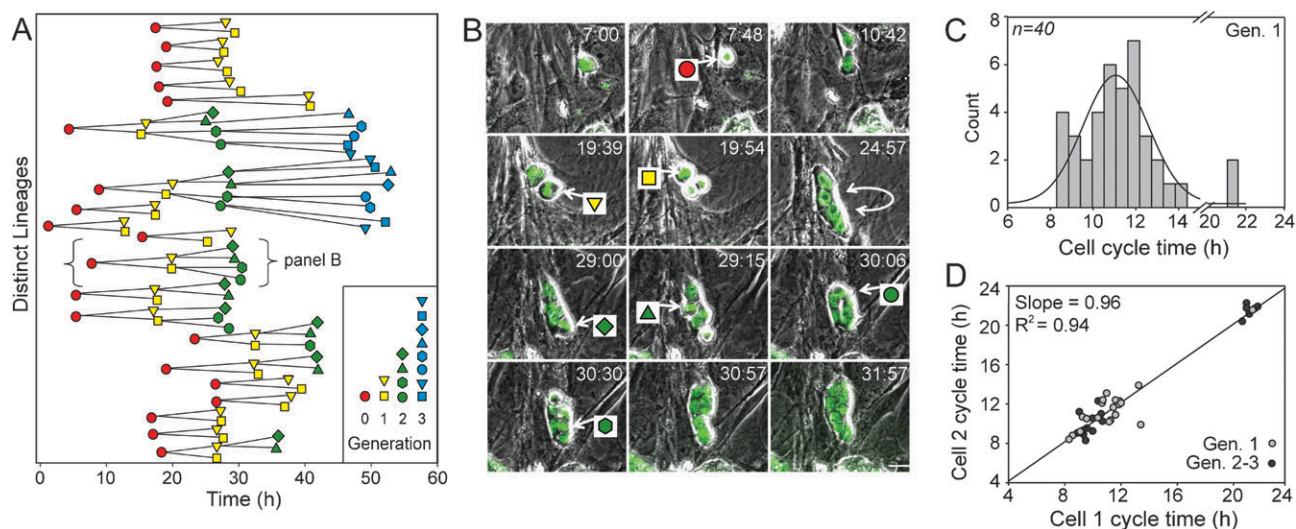 A
Distinct Lineages
panel B
0 1 2 3
Generation
0 10 20 30 40 50 60
Time (h)
B
7:00 7:48 10:42
19:39 19:54 24:57
29:00 29:15 30:06
30:30 30:57 31:57
C
n=40
Gen. 1
Count
8
6
4
2
0
6 8 10 12 14 20 22 24
Cell cycle time (h)
D
Slope = 0.96
R2 = 0.94
Cell 2 cycle time (h)
24
22
20
16
14
12
10
8
4
Gen. 1
Gen. 2-3
4 8 12 16 20 24
Cell 1 cycle time (h)